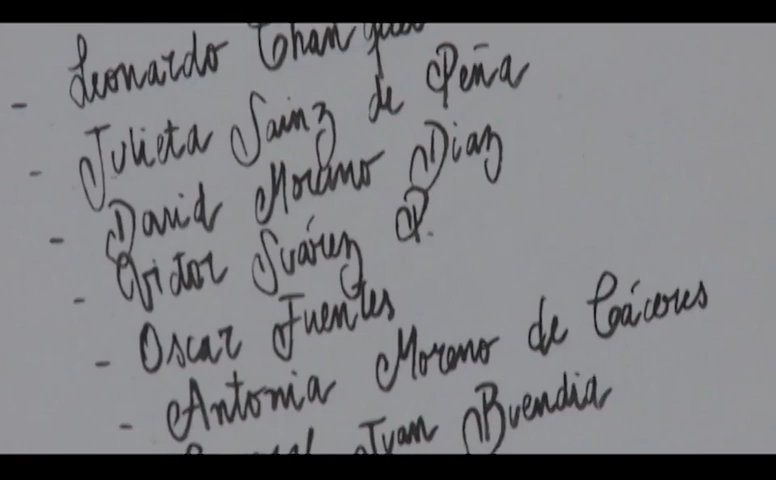 Leonardo
- Julieta Sainz de Peña
- David Moreno Diaz
- Victor Suárez P.
- Oscar Fuentes
- Antonia Moreno de Cáceres
Juan Buendia